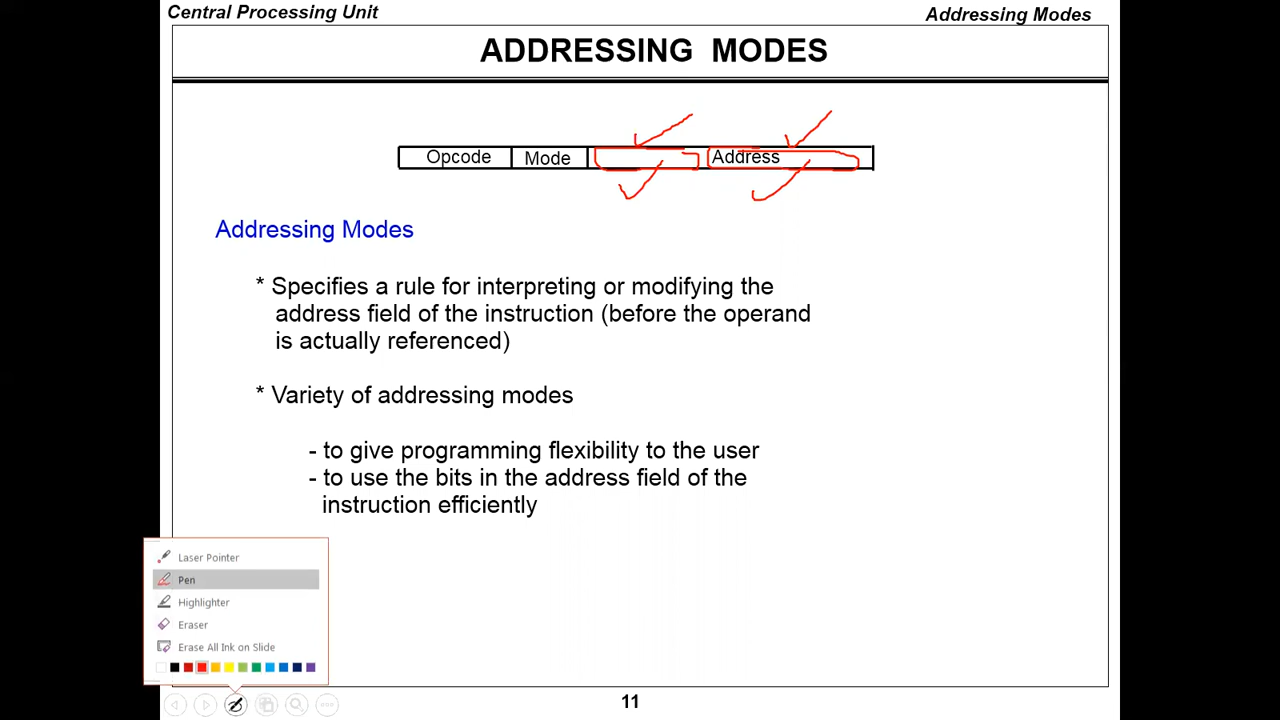 Central Processing Unit
Addressing Modes
ADDRESSING MODES
Opcode Mode Address
Addressing Modes
* Specifies a rule for interpreting or modifying the
address field of the instruction (before the operand
is actually referenced)
* Variety of addressing modes
- to give programming flexibility to the user
- to use the bits in the address field of the
instruction efficiently
Laser Pointer
Pen
Highlighter
Eraser
Erase All Ink on Slide
11